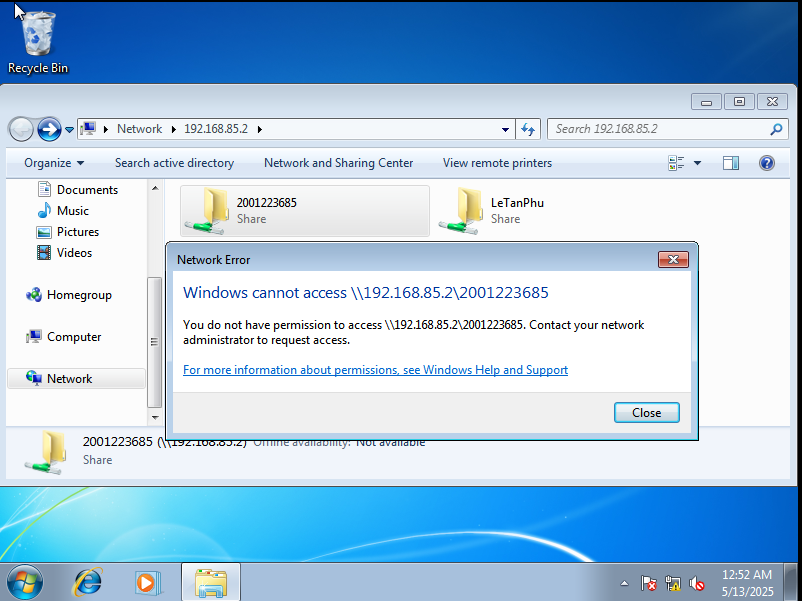 Recycle Bin
Network 192.168.85.2
Search 192.168.85.2
Organize Search active directory Network and Sharing Center View remote printers
Documents
Music
Pictures
Videos
Homegroup
Computer
Network
2001223685
Share
LeTanPhu
Share
Network Error
Windows cannot access \\192.168.85.2\2001223685
You do not have permission to access \\192.168.85.2\2001223685. Contact your network
administrator to request access.
For more information about permissions, see Windows Help and Support
Close
2001223685 (\\192.168.85.2) Offline availability: Not available
Share
12:52 AM
5/13/2025